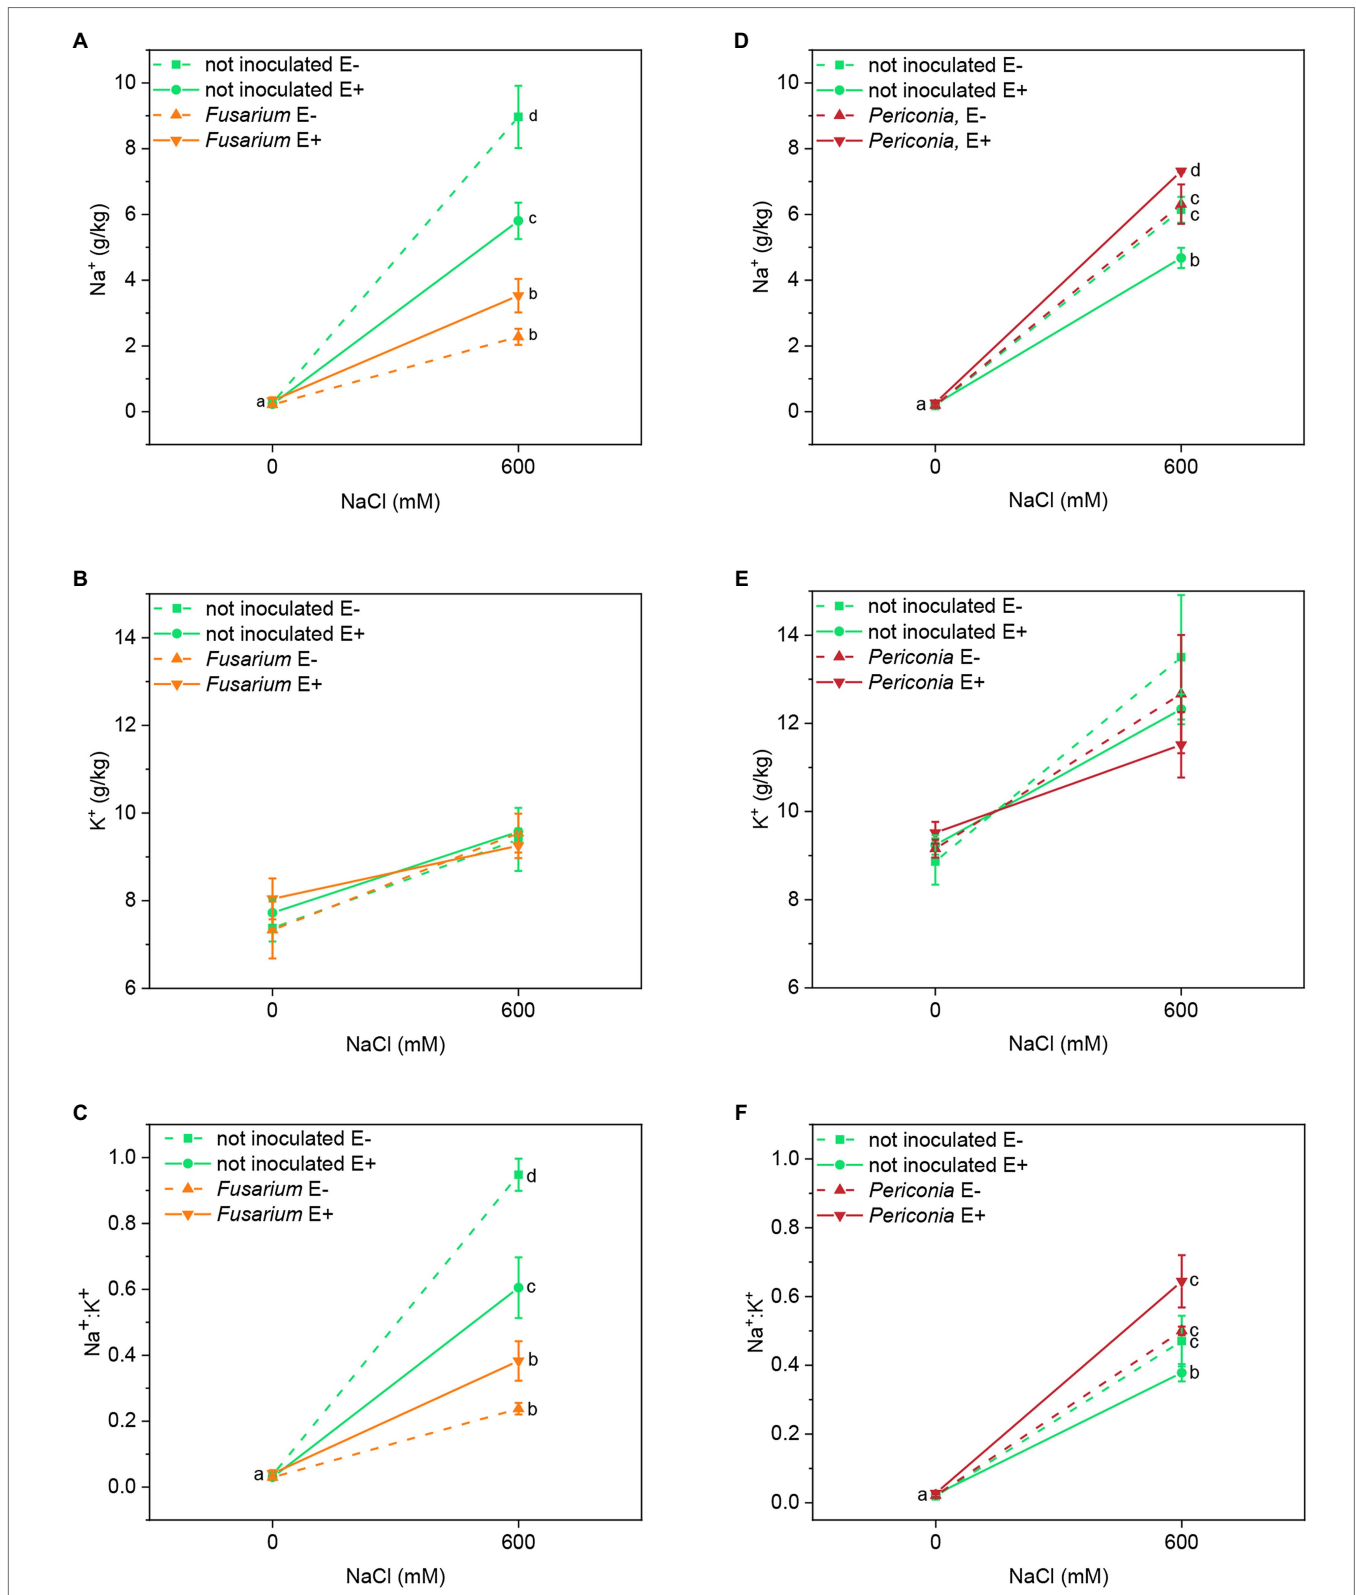 A
not inoculated E-
not inoculated E+
Fusarium E-
Fusarium E+
10
8
6
4
2
0
Na+ (g/kg)
a
d
c
b
b
0
600
NaCl (mM)
D
not inoculated E-
not inoculated E+
Periconia, E-
Periconia, E+
10
8
6
4
2
0
Na+ (g/kg)
a
d
c
c
b
0
600
NaCl (mM)
B
not inoculated E-
not inoculated E+
Fusarium E-
Fusarium E+
14
12
10
8
6
K+ (g/kg)
0
600
NaCl (mM)
E
not inoculated E-
not inoculated E+
Periconia E-
Periconia E+
14
12
10
8
6
K+ (g/kg)
0
600
NaCl (mM)
C
not inoculated E-
not inoculated E+
Fusarium E-
Fusarium E+
1.0
0.8
0.6
0.4
0.2
0.0
Na+:K+
a
d
c
b
b
0
600
NaCl (mM)
F
not inoculated E-
not inoculated E+
Periconia E-
Periconia E+
1.0
0.8
0.6
0.4
0.2
0.0
Na+:K+
a
c
c
c
b
0
600
NaCl (mM)